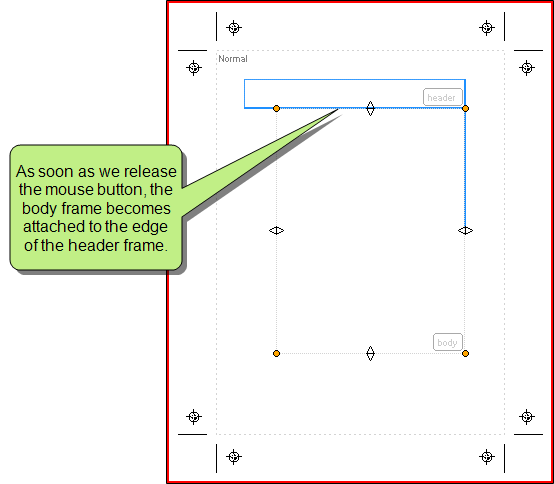 Normal
header
As soon as we release
the mouse button, the
body frame becomes
attached to the edge
of the header frame.
body